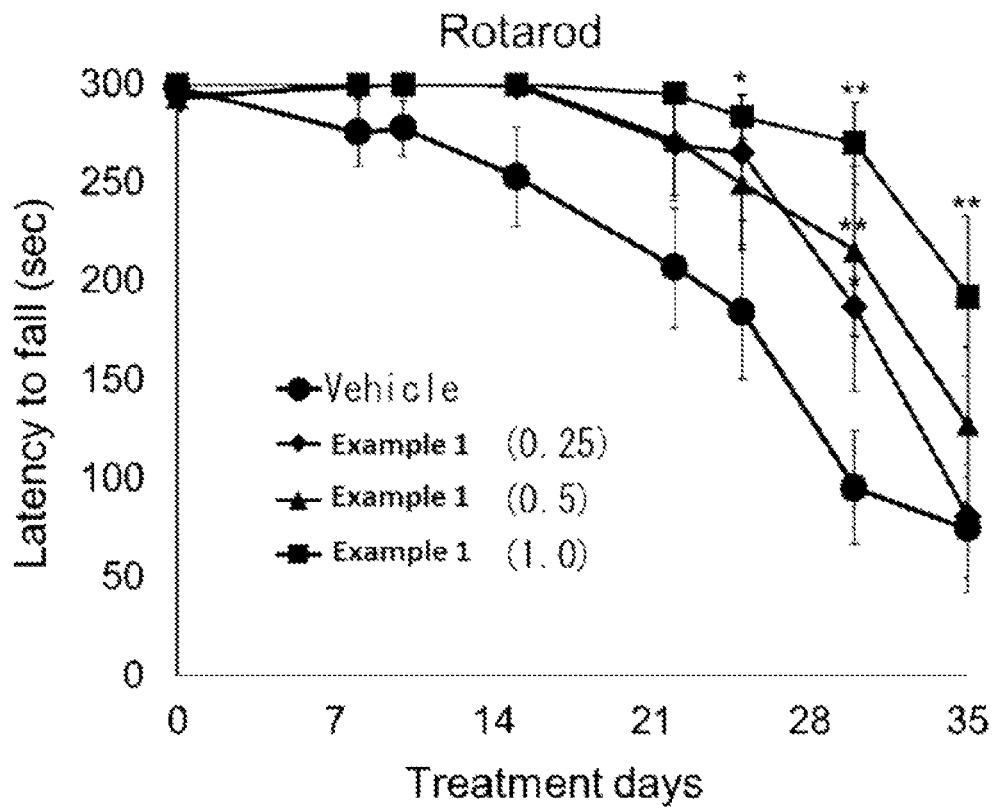 Rotarod
Latency to fall (sec)
300
250
200
150
100
50
0
*
**
**
*
**
Vehicle
Example 1 (0.25)
Example 1 (0.5)
Example 1 (1.0)
0 7 14 21 28 35
Treatment days